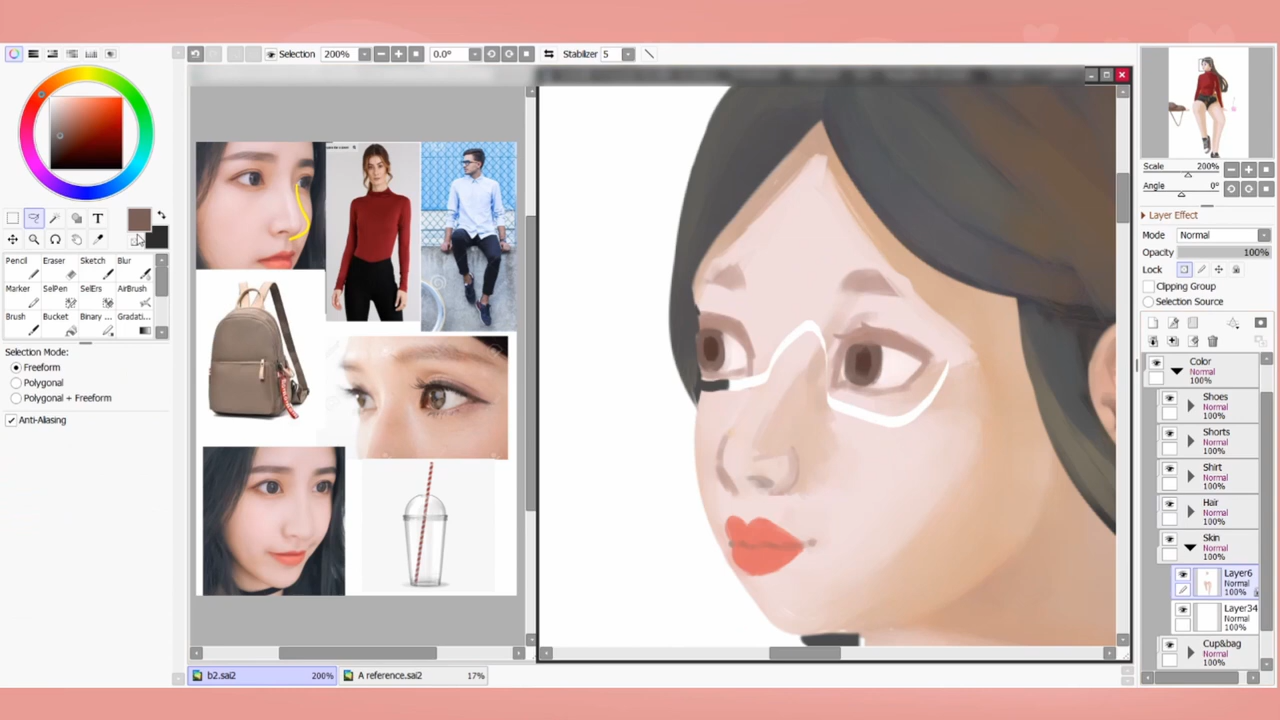 Selection
200%
0.0°
Stabilizer 5
T
Pencil Eraser Sketch Blur
Marker SelPen SelErs AirBrush
Brush Bucket Binary ... Gradati...
Selection Mode:
Freeform
Polygonal
Polygonal + Freeform
Anti-Aliasing
b2.sai2 200%
A reference.sai2 17%
Scale 200%
Angle 0°
Layer Effect
Mode Normal
Opacity 100%
Lock
Clipping Group
Selection Source
Color
Normal
100%
Shoes
Normal
100%
Shorts
Normal
100%
Shirt
Normal
100%
Hair
Normal
100%
Skin
Normal
100%
Layer6
Normal
100%
Layer34
Normal
100%
Cup&bag
Normal
100%